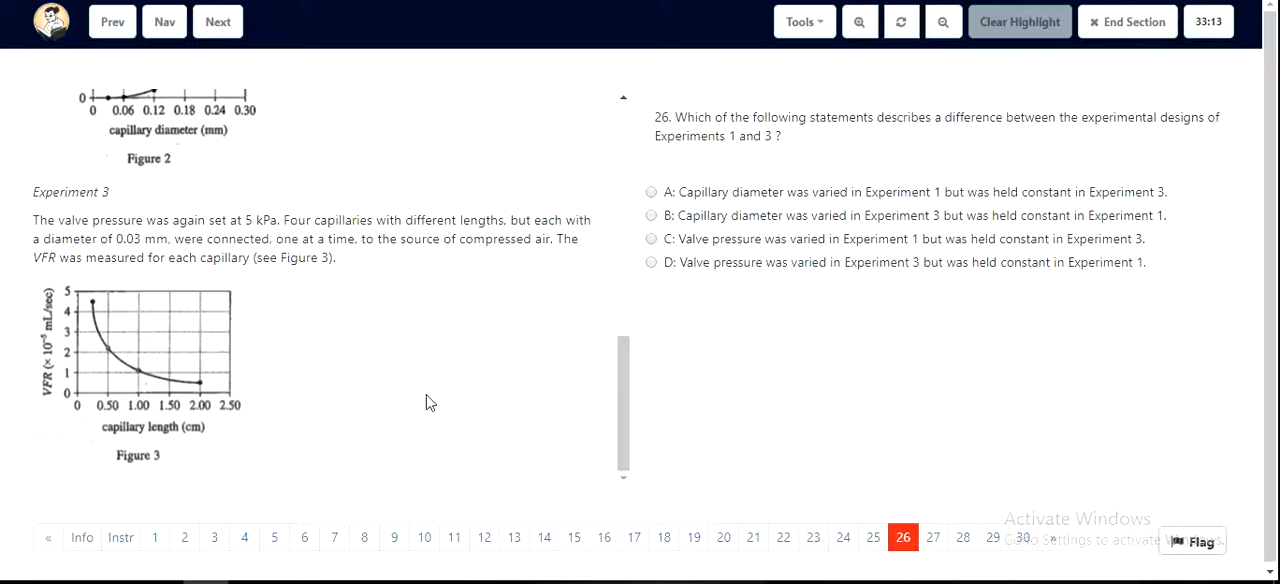 Prev Nav Next Tools Clear Highlight × End Section 33:13
0
0 0.06 0.12 0.18 0.24 0.30
capillary diameter (mm)
Figure 2
Experiment 3
The valve pressure was again set at 5 kPa. Four capillaries with different lengths, but each with
a diameter of 0.03 mm, were connected, one at a time, to the source of compressed air. The
VFR was measured for each capillary (see Figure 3).
VFR (× 10⁻⁵ mL/sec)
5
4
3
2
1
0
0 0.50 1.00 1.50 2.00 2.50
capillary length (cm)
Figure 3
26. Which of the following statements describes a difference between the experimental designs of
Experiments 1 and 3 ?
A: Capillary diameter was varied in Experiment 1 but was held constant in Experiment 3.
B: Capillary diameter was varied in Experiment 3 but was held constant in Experiment 1.
C: Valve pressure was varied in Experiment 1 but was held constant in Experiment 3.
D: Valve pressure was varied in Experiment 3 but was held constant in Experiment 1.
Activate Windows
Go to Settings to activate Windows.
« Info Instr 1 2 3 4 5 6 7 8 9 10 11 12 13 14 15 16 17 18 19 20 21 22 23 24 25 26 27 28 29 30 »
Flag